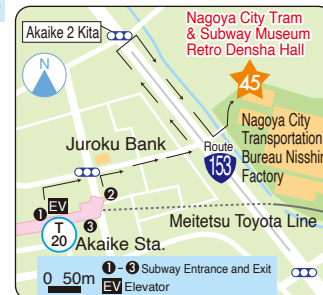 Nagoya City Tram
& Subway Museum
Retro Densha Hall
Akaike 2 Kita
N
45
Nagoya City
Transportation
Bureau Nisshin
Factory
Juroku Bank
Route
153
EV
❶
❷
❸
T
20
Akaike Sta.
Meitetsu Toyota Line
0 50m
❶-❸ Subway Entrance and Exit
EV Elevator